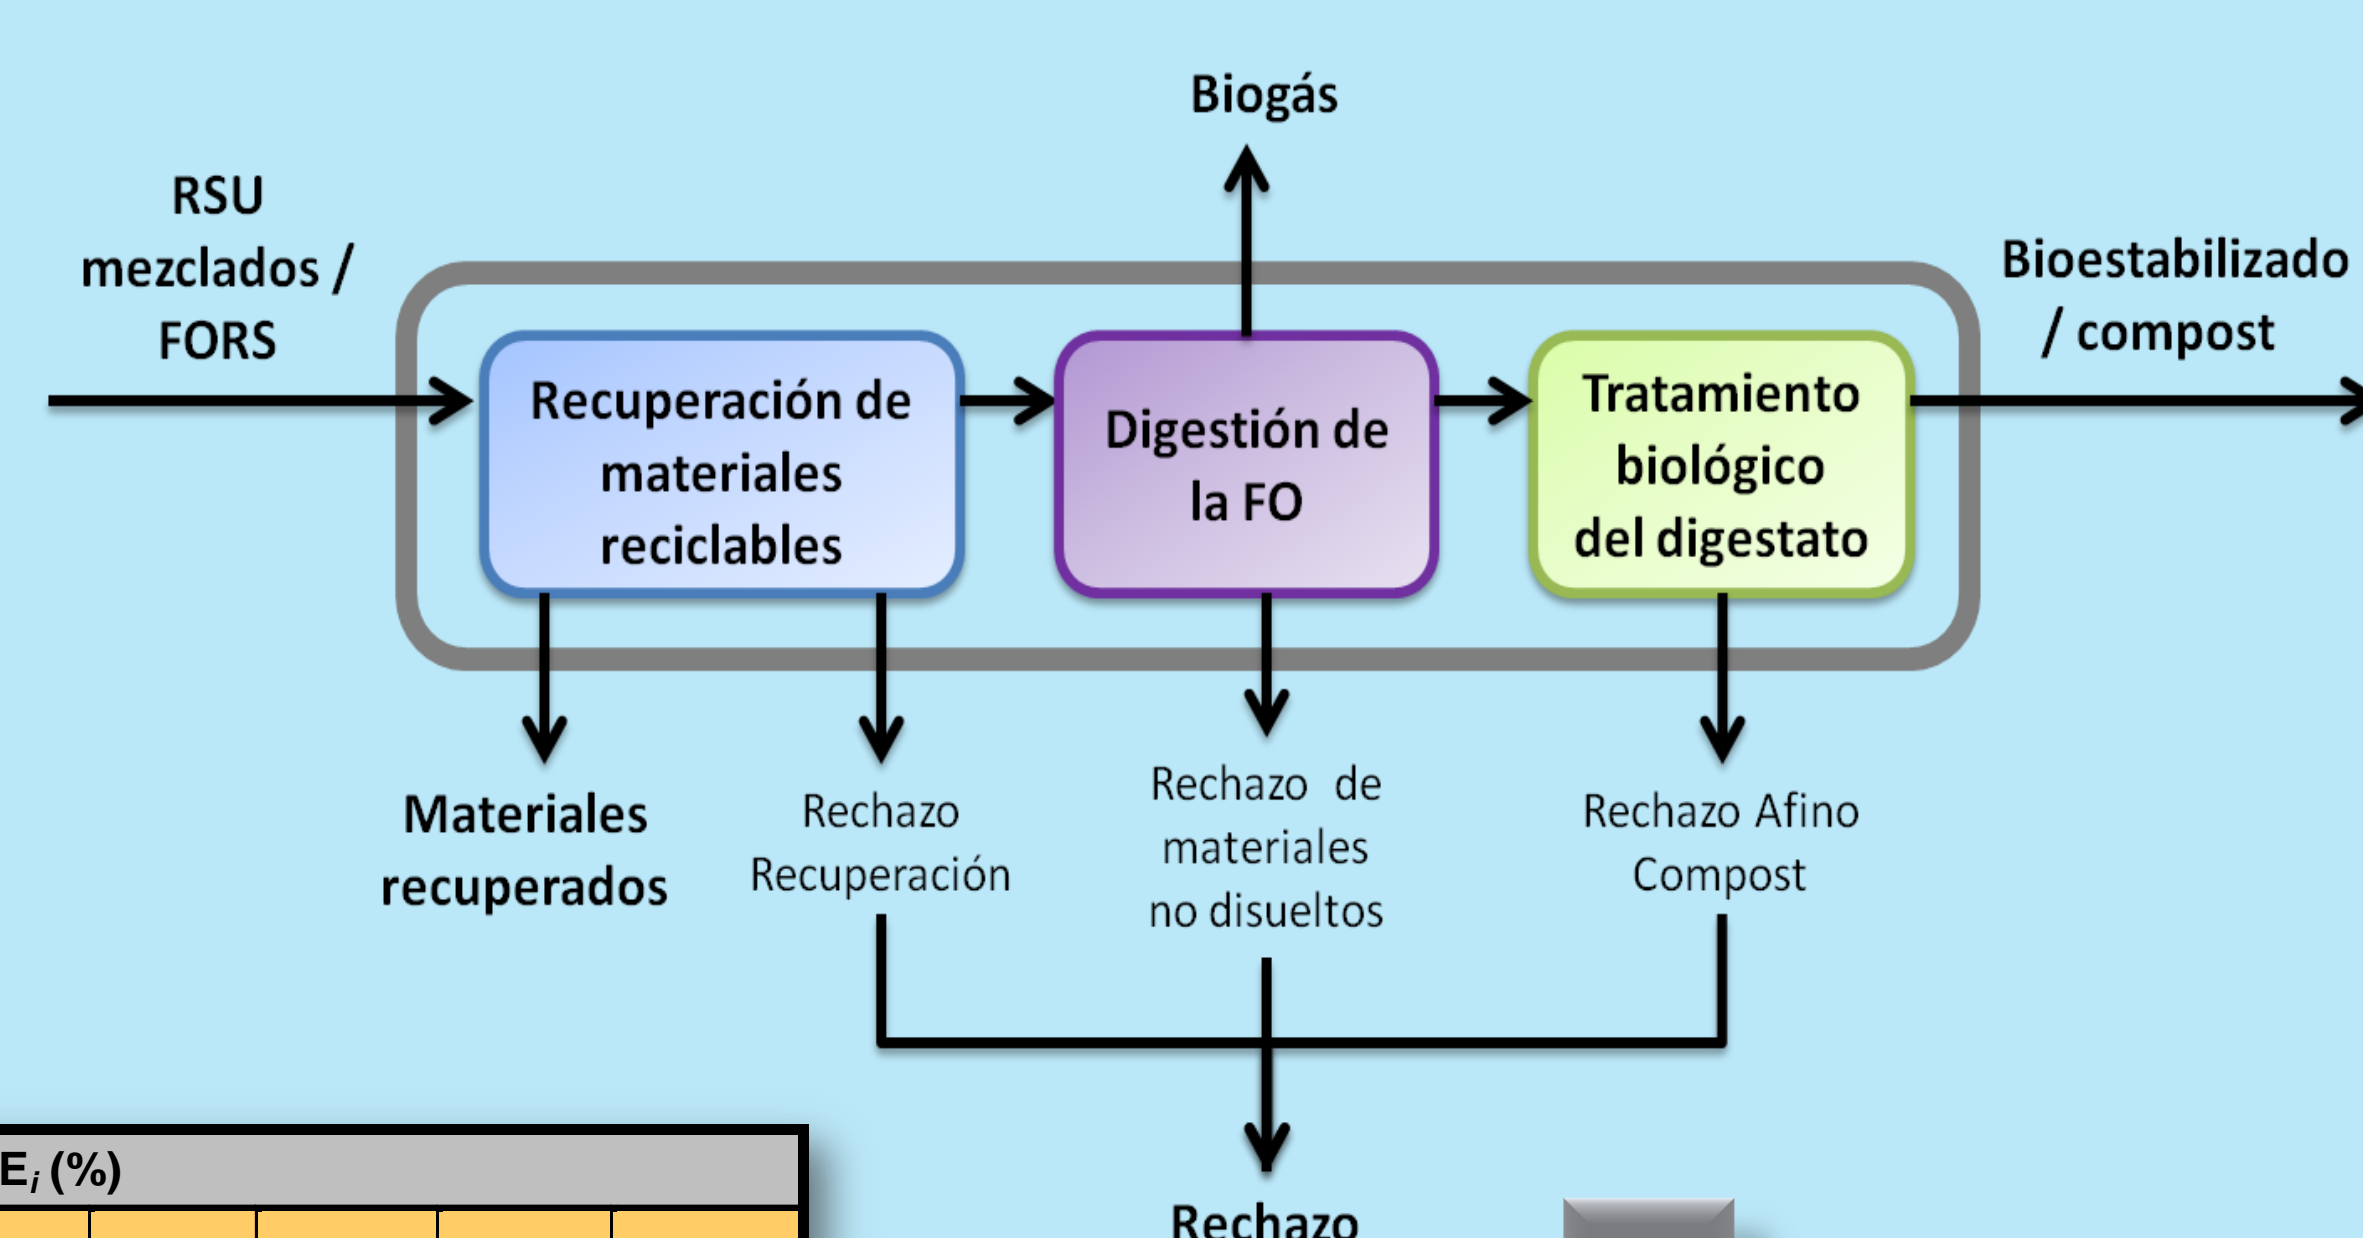 Biogás
RSU
mezclados /
FORS
Bioestabilizado
/ compost
Recuperación de
materiales
reciclables
Digestión de
la FO
Tratamiento
biológico
del digestato
Materiales
recuperados
Rechazo
Recuperación
Rechazo de
materiales
no disueltos
Rechazo Afino
Compost
Rechazo
Ei (%)